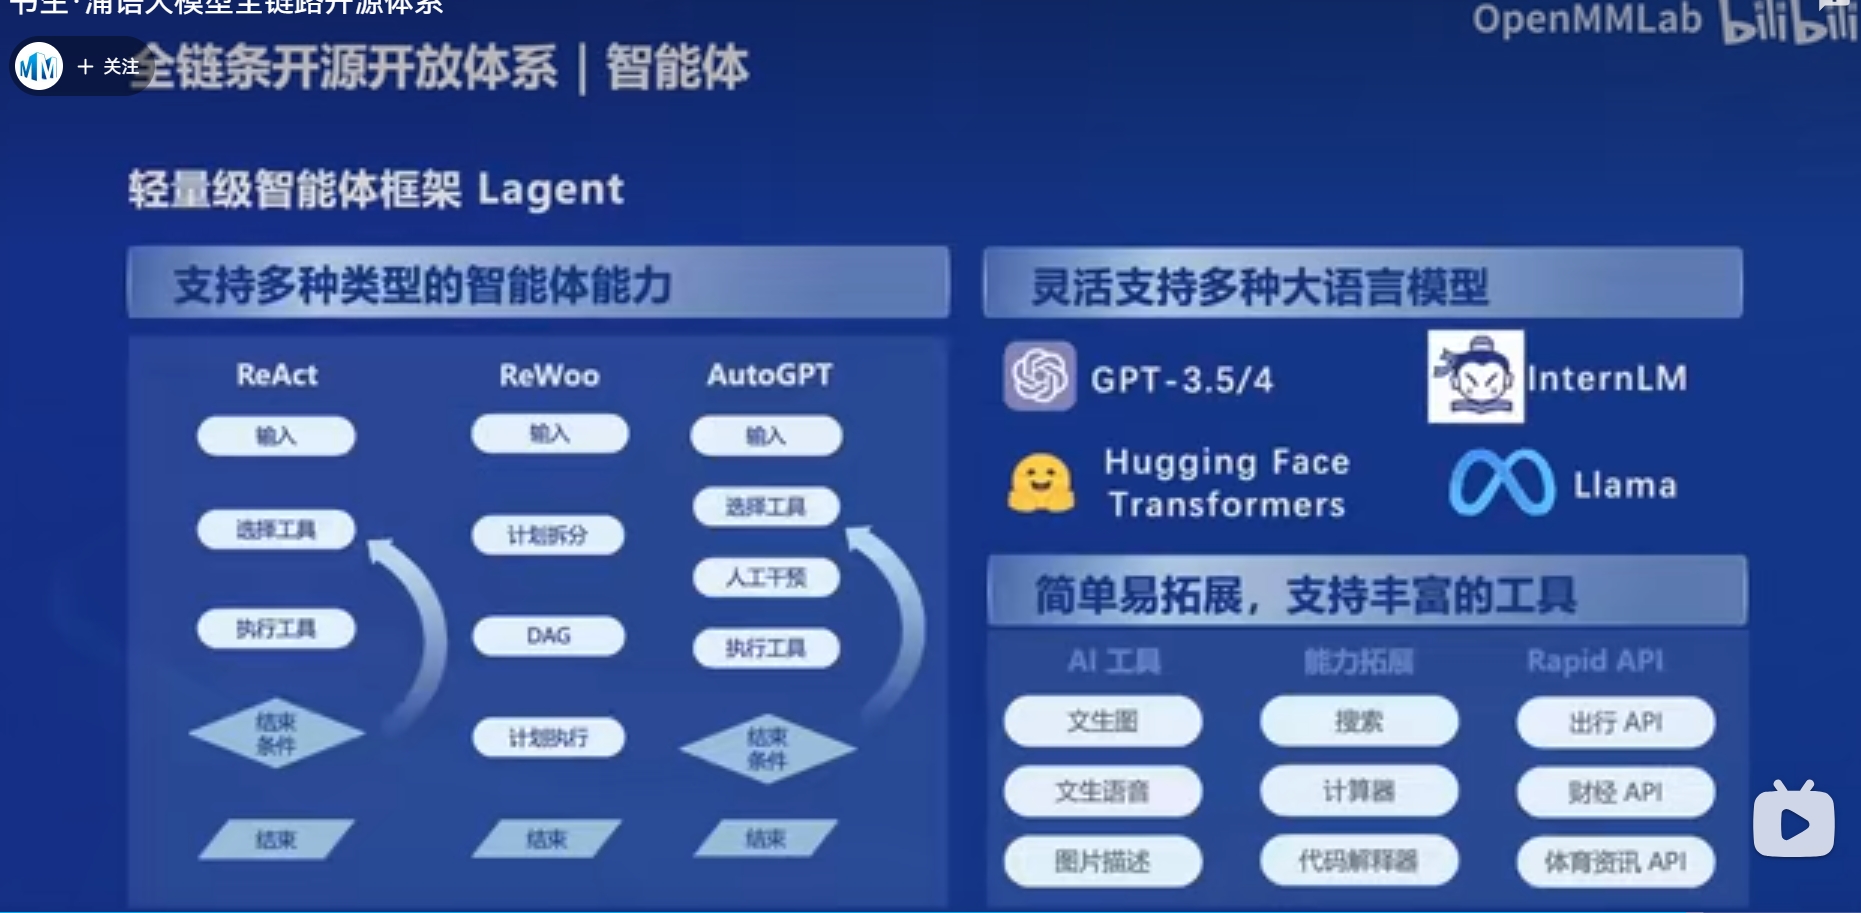 书生·浦语大模型全链路开源体系
OpenMMLab bilibili
+ 关注
全链条开源开放体系 | 智能体
轻量级智能体框架 Lagent
支持多种类型的智能体能力
ReAct
输入
选择工具
执行工具
结束
条件
结束
ReWoo
输入
计划拆分
DAG
计划执行
结束
AutoGPT
输入
选择工具
人工干预
执行工具
结束
条件
结束
灵活支持多种大语言模型
GPT-3.5/4
InternLM
Hugging Face
Transformers
Llama
简单易拓展，支持丰富的工具
AI 工具
文生图
文生语音
图片描述
能力拓展
搜索
计算器
代码解释器
Rapid API
出行 API
财经 API
体育资讯 API